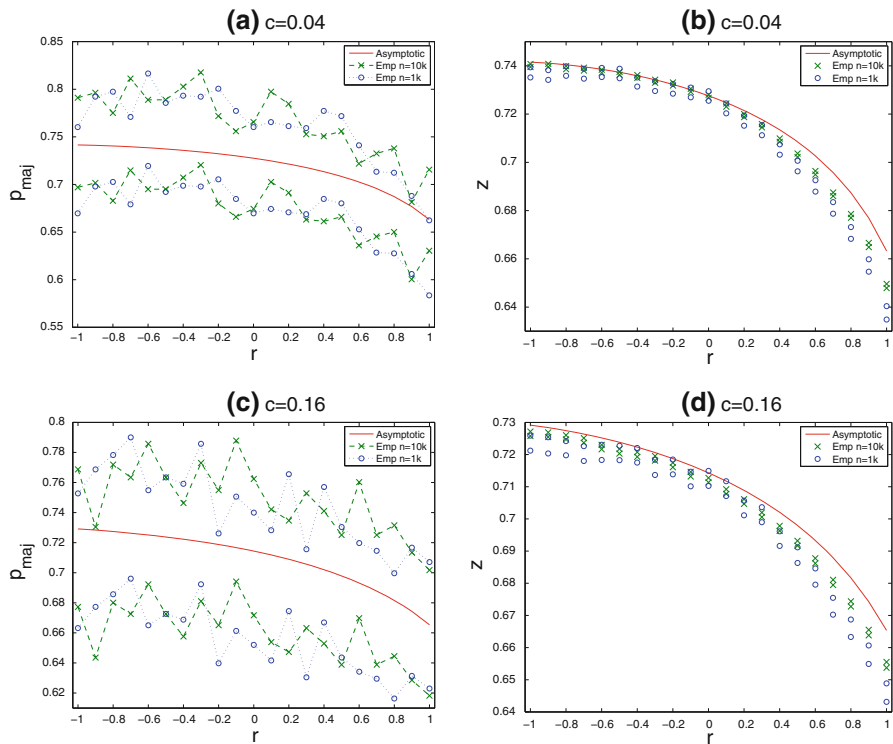 (a) c=0.04
0.85
0.8
0.75
0.7
0.65
0.6
0.55
p_maj
-1 -0.8 -0.6 -0.4 -0.2 0 0.2 0.4 0.6 0.8 1
r
Asymptotic
Emp n=10k
Emp n=1k
(b) c=0.04
0.74
0.72
0.7
0.68
0.66
0.64
z
-1 -0.8 -0.6 -0.4 -0.2 0 0.2 0.4 0.6 0.8 1
r
Asymptotic
Emp n=10k
Emp n=1k
(c) c=0.16
0.8
0.78
0.76
0.74
0.72
0.7
0.68
0.66
0.64
0.62
p_maj
-1 -0.8 -0.6 -0.4 -0.2 0 0.2 0.4 0.6 0.8 1
r
Asymptotic
Emp n=10k
Emp n=1k
(d) c=0.16
0.73
0.72
0.71
0.7
0.69
0.68
0.67
0.66
0.65
0.64
z
-1 -0.8 -0.6 -0.4 -0.2 0 0.2 0.4 0.6 0.8 1
r
Asymptotic
Emp n=10k
Emp n=1k